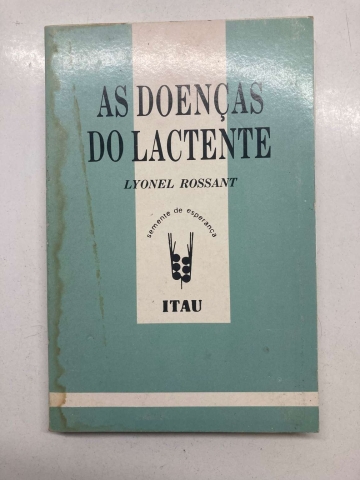 AS DOENÇAS
DO LACTENTE
LYONEL ROSSANT
semente de esperança
ITAU